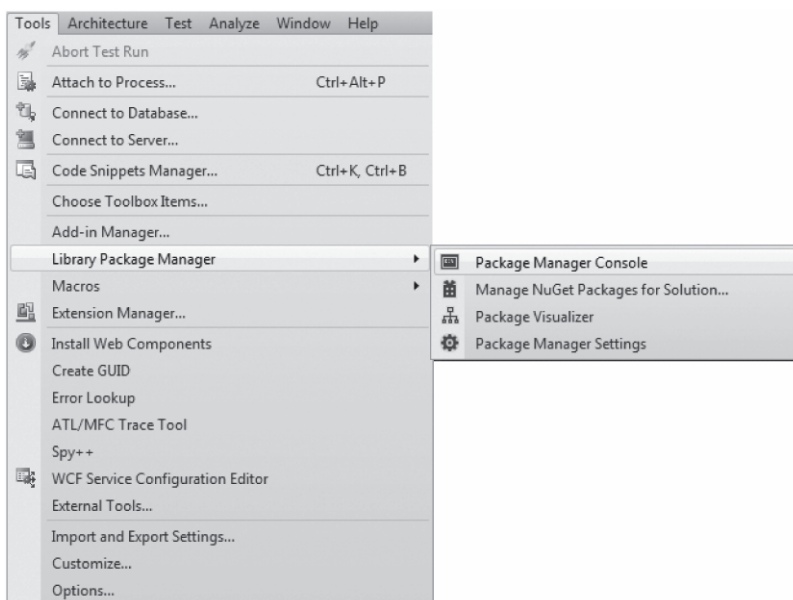 Tools Architecture Test Analyze Window Help
Abort Test Run
Attach to Process... Ctrl+Alt+P
Connect to Database...
Connect to Server...
Code Snippets Manager... Ctrl+K, Ctrl+B
Choose Toolbox Items...
Add-in Manager...
Library Package Manager
Package Manager Console
Macros
Manage NuGet Packages for Solution...
Extension Manager...
Package Visualizer
Install Web Components
Package Manager Settings
Create GUID
Error Lookup
ATL/MFC Trace Tool
Spy++
WCF Service Configuration Editor
External Tools...
Import and Export Settings...
Customize...
Options...